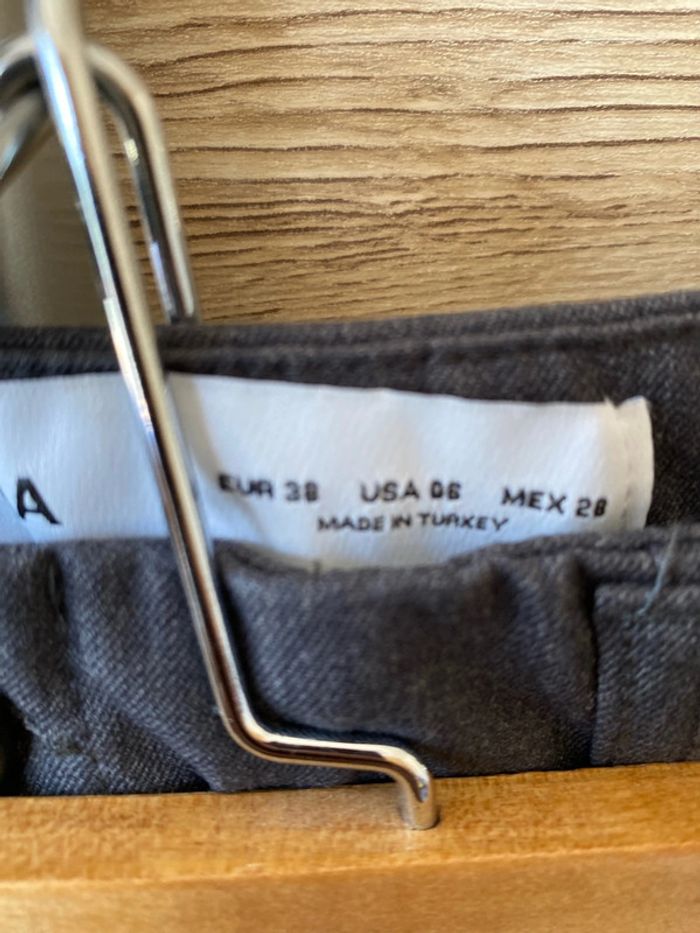 A
EUR 38 USA 06 MEX 28
MADE IN TURKEY